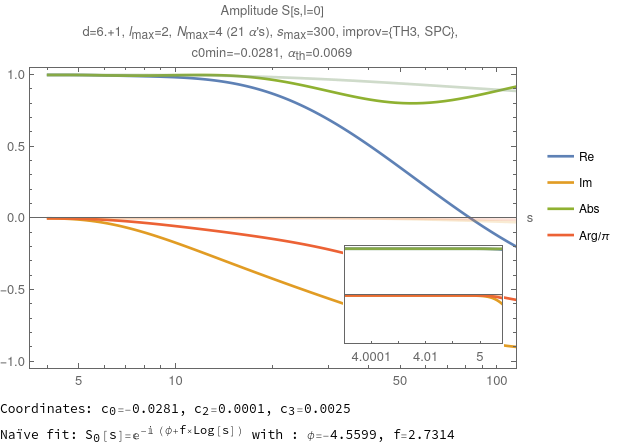 Amplitude S[s,l=0]
d=6.+1, lmax=2, Nmax=4 (21 α's), smax=300, improv={TH3, SPC},
c0min=−0.0281, αth=0.0069
1.0
0.5
0.0
−0.5
−1.0
s
Re
Im
Abs
Arg/π
4.0001 4.01 5
5 10 50 100
Coordinates: c0=−0.0281, c2=0.0001, c3=0.0025
Naïve fit: S0[s]=e^-i (ϕ+f×Log[s]) with : ϕ=−4.5599, f=2.7314